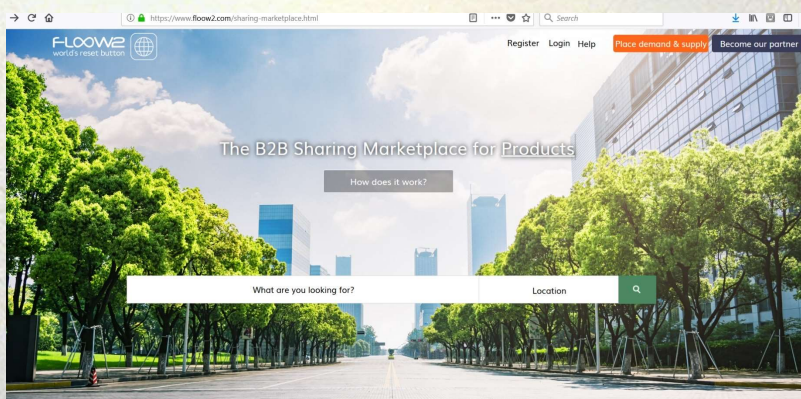 https://www.floow2.com/sharing-marketplace.html
Search
FLOOW2
world's reset button
Register Login Help Place demand & supply Become our partner
The B2B Sharing Marketplace for Products
How does it work?
What are you looking for? Location